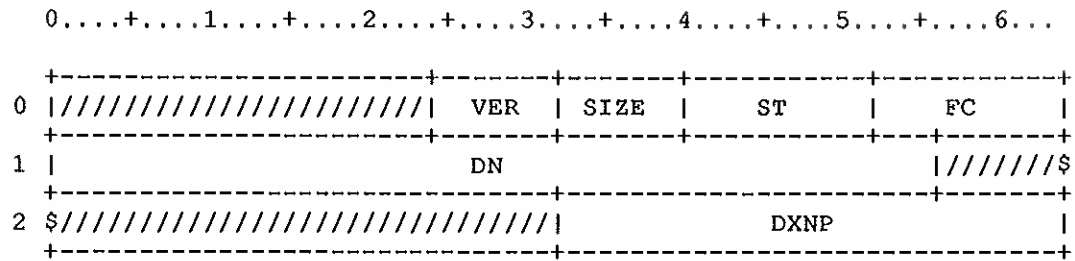 0....+....1....+....2....+....3....+....4....+....5....+....6...
+-----------------------+-------+-------+-----------+-----------+
0 |///////////////////////| VER | SIZE | ST | FC |
+-----------------------+-------+-------+-----------+---+-------+
1 | DN |///////$
+-------------------------------+-----------------------+-------+
2 $///////////////////////////////| DXNP |
+-------------------------------+-------------------------------+